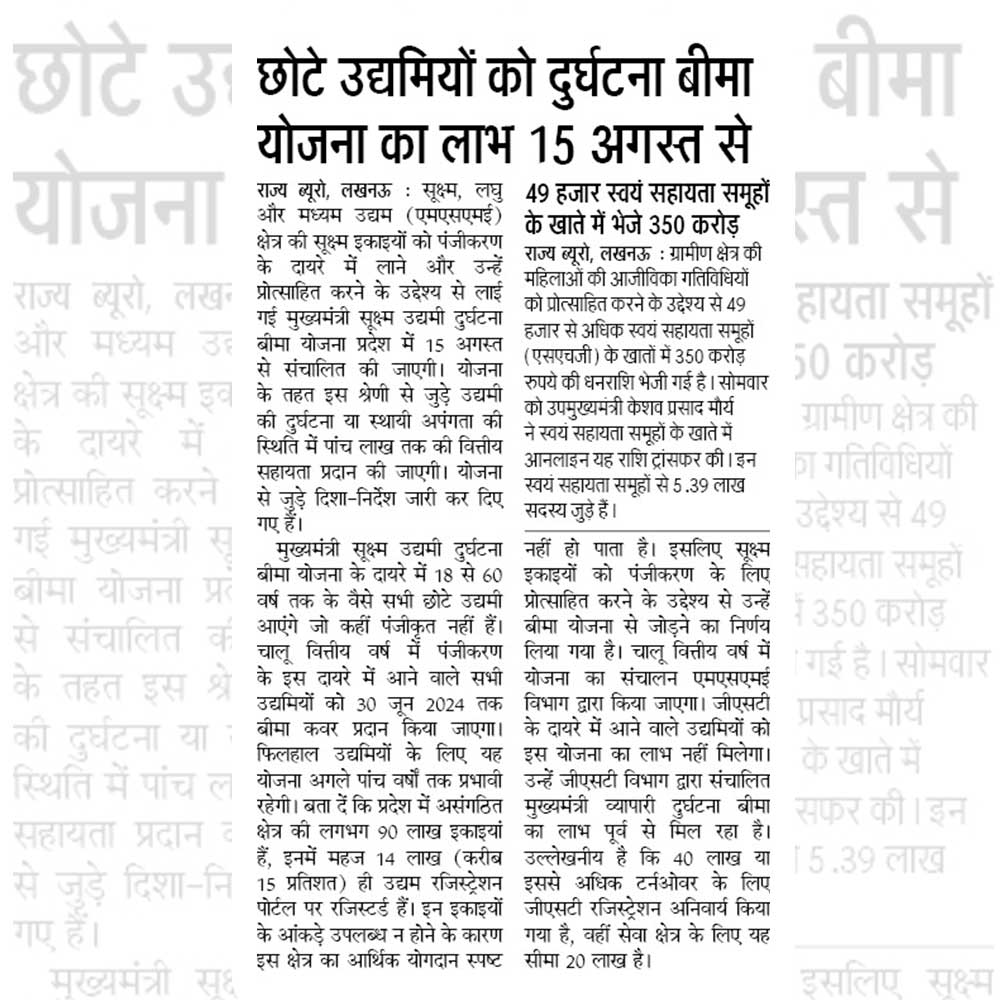 छोटे उद्यमियों को दुर्घटना बीमा
योजना का लाभ 15 अगस्त से
राज्य ब्यूरो, लखनऊ : सूक्ष्म, लघु
और मध्यम उद्यम (एमएसएमई)
क्षेत्र की सूक्ष्म इकाइयों को पंजीकरण
के दायरे में लाने और उन्हें
प्रोत्साहित करने के उद्देश्य से लाई
गई मुख्यमंत्री सूक्ष्म उद्यमी दुर्घटना
बीमा योजना प्रदेश में 15 अगस्त
से संचालित की जाएगी। योजना
के तहत इस श्रेणी से जुड़े उद्यमी
की दुर्घटना या स्थायी अपंगता की
स्थिति में पांच लाख तक की वित्तीय
सहायता प्रदान की जाएगी। योजना
से जुड़े दिशा-निर्देश जारी कर दिए
गए हैं।
मुख्यमंत्री सूक्ष्म उद्यमी दुर्घटना
बीमा योजना के दायरे में 18 से 60
वर्ष तक के वैसे सभी छोटे उद्यमी
आएंगे जो कहीं पंजीकृत नहीं हैं।
चालू वित्तीय वर्ष में पंजीकरण
के इस दायरे में आने वाले सभी
उद्यमियों को 30 जून 2024 तक
बीमा कवर प्रदान किया जाएगा।
फिलहाल उद्यमियों के लिए यह
योजना अगले पांच वर्षों तक प्रभावी
रहेगी। बता दें कि प्रदेश में असंगठित
क्षेत्र की लगभग 90 लाख इकाइयां
हैं, इनमें महज 14 लाख (करीब
15 प्रतिशत) ही उद्यम रजिस्ट्रेशन
पोर्टल पर रजिस्टर्ड हैं। इन इकाइयों
के आंकड़े उपलब्ध न होने के कारण
इस क्षेत्र का आर्थिक योगदान स्पष्ट
49 हजार स्वयं सहायता समूहों
के खाते में भेजे 350 करोड़
राज्य ब्यूरो, लखनऊ : ग्रामीण क्षेत्र की
महिलाओं की आजीविका गतिविधियों
को प्रोत्साहित करने के उद्देश्य से 49
हजार से अधिक स्वयं सहायता समूहों
(एसएचजी) के खातों में 350 करोड़
रुपये की धनराशि भेजी गई है। सोमवार
को उपमुख्यमंत्री केशव प्रसाद मौर्य
ने स्वयं सहायता समूहों के खाते में
आनलाइन यह राशि ट्रांसफर की। इन
स्वयं सहायता समूहों से 5.39 लाख
सदस्य जुड़े हैं।
नहीं हो पाता है। इसलिए सूक्ष्म
इकाइयों को पंजीकरण के लिए
प्रोत्साहित करने के उद्देश्य से उन्हें
बीमा योजना से जोड़ने का निर्णय
लिया गया है। चालू वित्तीय वर्ष में
योजना का संचालन एमएसएमई
विभाग द्वारा किया जाएगा। जीएसटी
के दायरे में आने वाले उद्यमियों को
इस योजना का लाभ नहीं मिलेगा।
उन्हें जीएसटी विभाग द्वारा संचालित
मुख्यमंत्री व्यापारी दुर्घटना बीमा
का लाभ पूर्व से मिल रहा है।
उल्लेखनीय है कि 40 लाख या
इससे अधिक टर्नओवर के लिए
जीएसटी रजिस्ट्रेशन अनिवार्य किया
गया है, वहीं सेवा क्षेत्र के लिए यह
सीमा 20 लाख है।